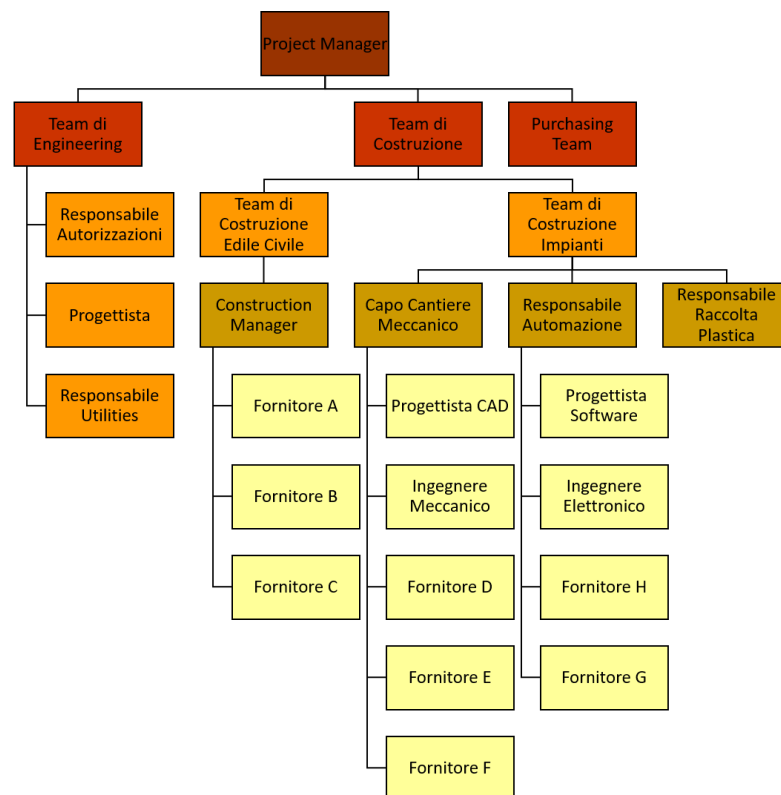 Project Manager
Team di
Engineering
Team di
Costruzione
Purchasing
Team
Responsabile
Autorizzazioni
Team di
Costruzione
Edile Civile
Team di
Costruzione
Impianti
Progettista
Construction
Manager
Capo Cantiere
Meccanico
Responsabile
Automazione
Responsabile
Raccolta
Plastica
Responsabile
Utilities
Fornitore A
Progettista CAD
Progettista
Software
Fornitore B
Ingegnere
Meccanico
Ingegnere
Elettronico
Fornitore C
Fornitore D
Fornitore H
Fornitore E
Fornitore G
Fornitore F